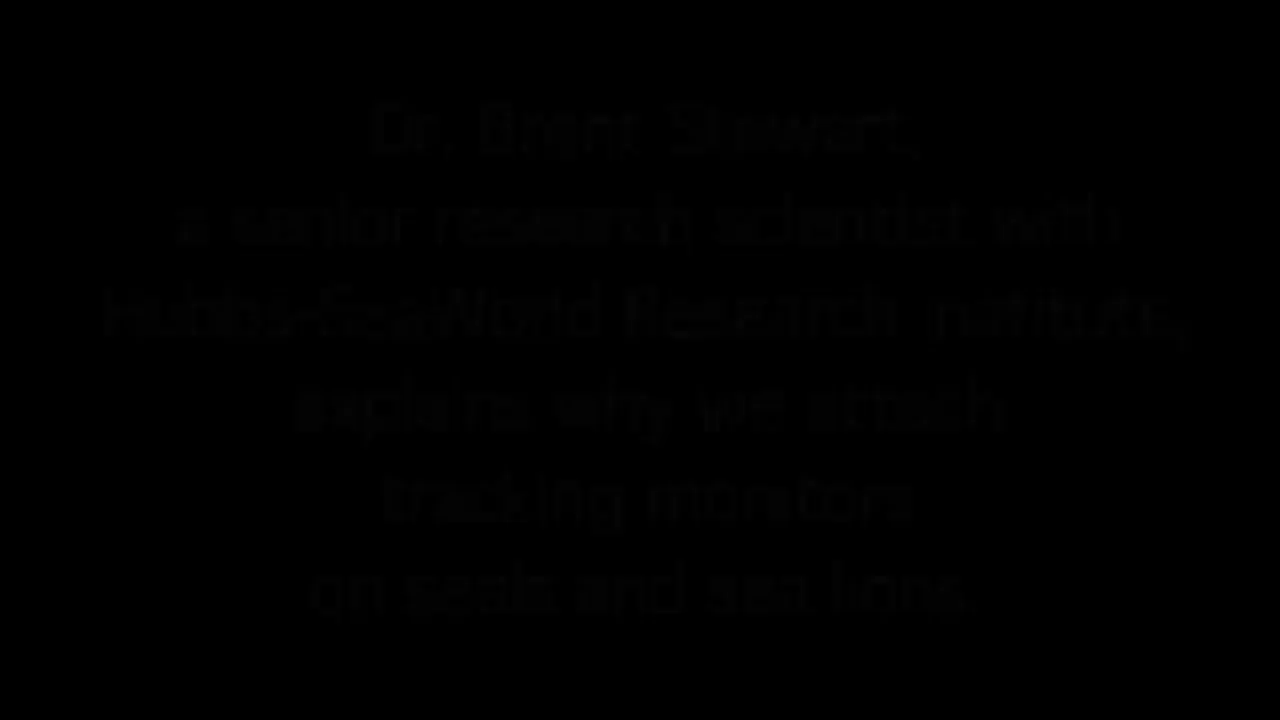 Dr. Brent Stewart,
a senior research scientist with
Hubbs-SeaWorld Research Institute,
explains why we attach
tracking monitors
on seals and sea lions.